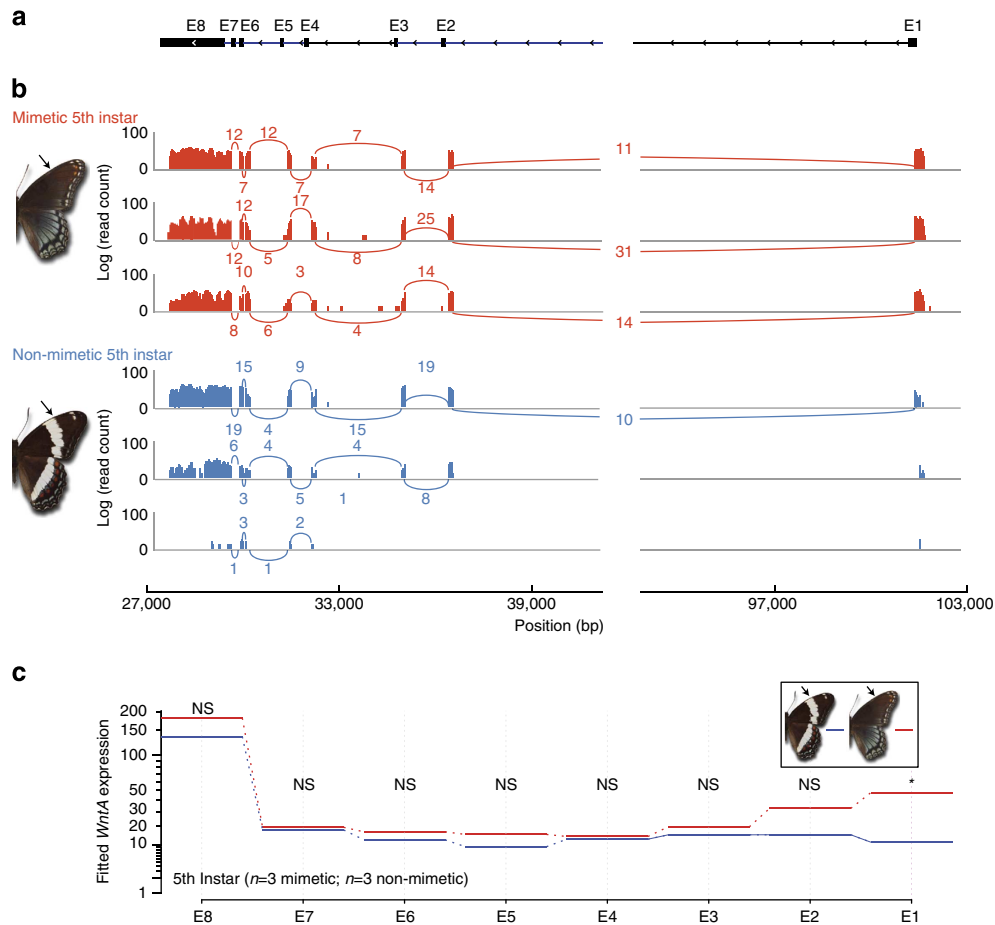 a
E8 E7 E6 E5 E4 E3 E2 E1
b
Mimetic 5th instar
100
0
12 12 7 11
7 7 14
Log (read count)
100
0
12 17 25
12 5 8 31
100
0
10 3 14
8 6 4 14
Non-mimetic 5th instar
100
0
15 9 19
19 4 15 10
Log (read count)
100
0
6 4 4
3 5 1 8
100
0
3 2
1 1
27,000 33,000 39,000 97,000 103,000
Position (bp)
c
Fitted WntA expression
200
150
100
50
30
20
10
1
NS NS NS NS NS NS NS *
5th Instar (n=3 mimetic; n=3 non-mimetic)
E8 E7 E6 E5 E4 E3 E2 E1